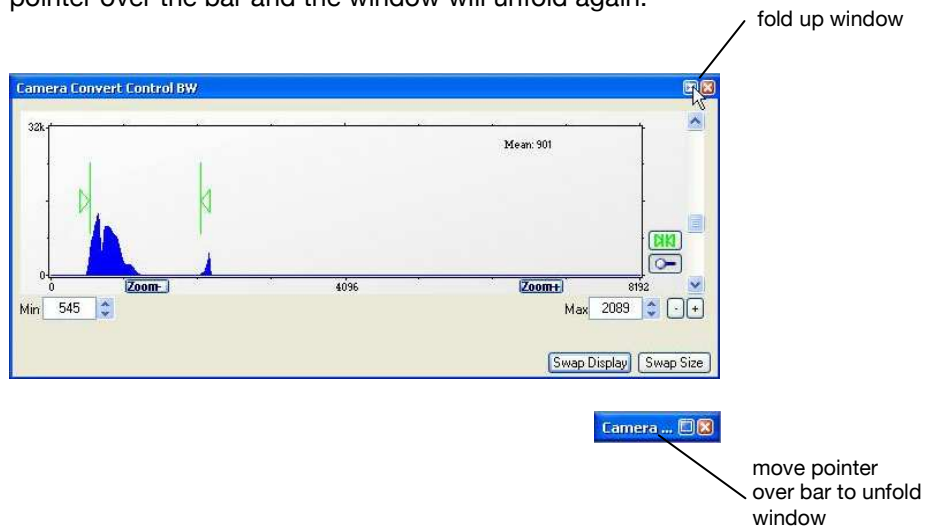 pointer over the bar and the window will unfold again.
fold up window
Camera Convert Control BW
32k
Mean: 901
0
0
Zoom-
4096
Zoom+
8192
Min 545
Max 2089
- +
Swap Display Swap Size
Camera ...
move pointer
over bar to unfold
window